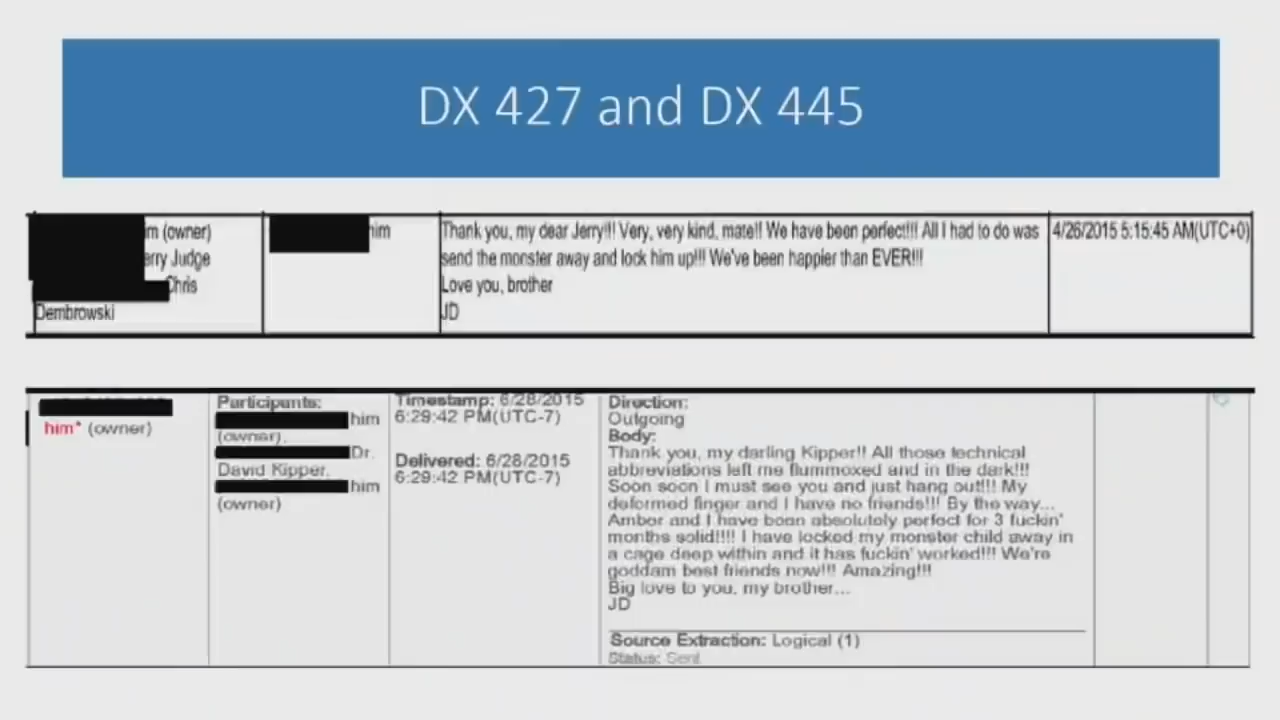 DX 427 and DX 445
im (owner)
erry Judge
Chris
Dembrowski
him
Thank you, my dear Jerry!!! Very, very kind, mate!! We have been perfect!!!! All I had to do was
send the monster away and lock him up!!! We've been happier than EVER!!!
Love you, brother
JD
4/26/2015 5:15:45 AM(UTC+0)
him* (owner)
Participants:
him
(owner),
Dr.
David Kipper,
him
(owner)
Timestamp: 6/28/2015
6:29:42 PM(UTC-7)
Delivered: 6/28/2015
6:29:42 PM(UTC-7)
Direction:
Outgoing
Body:
Thank you, my darling Kipper!! All those technical
abbreviations left me flummoxed and in the dark!!!
Soon soon I must see you and just hang out!!! My
deformed finger and I have no friends!!! By the way...
Amber and I have been absolutely perfect for 3 fuckin'
months solid!!!! I have locked my monster child away in
a cage deep within and it has fuckin' worked!!! We're
goddam best friends now!!! Amazing!!!
Big love to you, my brother...
JD
Source Extraction: Logical (1)
Status: Sent